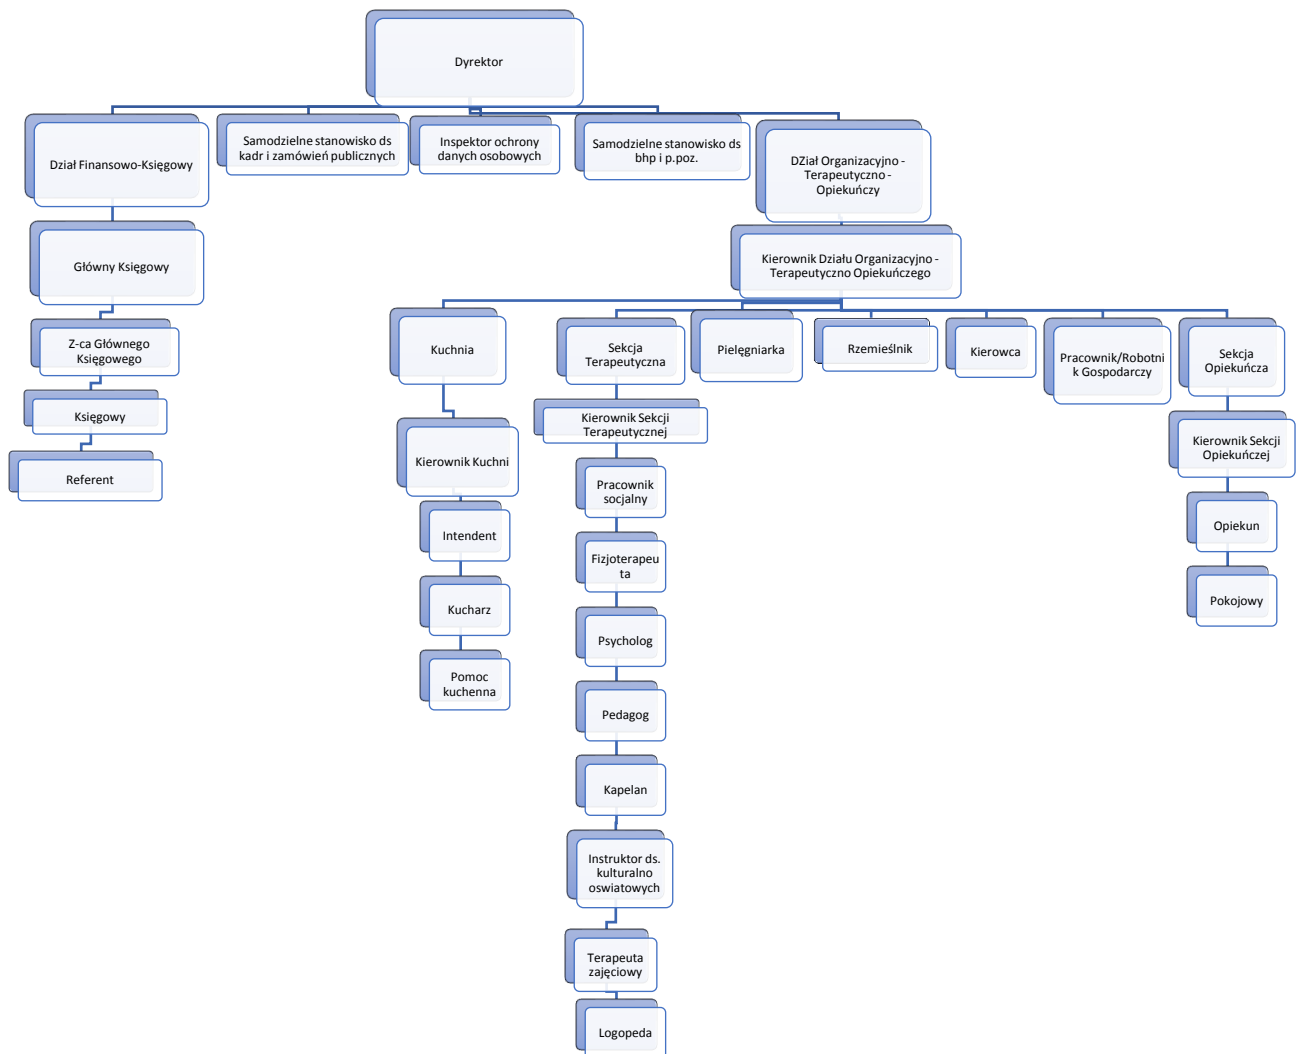 Dyrektor
Dział Finansowo-Księgowy
Samodzielne stanowisko ds
kadr i zamówień publicznych
Inspektor ochrony
danych osobowych
Samodzielne stanowisko ds
bhp i p.poz.
DZiał Organizacyjno -
Terapeutyczno -
Opiekuńczy
Główny Księgowy
Kierownik Działu Organizacyjno -
Terapeutyczno Opiekuńczego
Z-ca Głównego
Księgowego
Księgowy
Referent
Kuchnia
Sekcja
Terapeutyczna
Pielęgniarka
Rzemieślnik
Kierowca
Pracownik/Robotni
k Gospodarczy
Sekcja
Opiekuńcza
Kierownik Kuchni
Intendent
Kucharz
Pomoc
kuchenna
Kierownik Sekcji
Terapeutycznej
Pracownik
socjalny
Fizjoterapeu
ta
Psycholog
Pedagog
Kapelan
Instruktor ds.
kulturalno
oswiatowych
Terapeuta
zajęciowy
Logopeda
Kierownik Sekcji
Opiekuńczej
Opiekun
Pokojowy